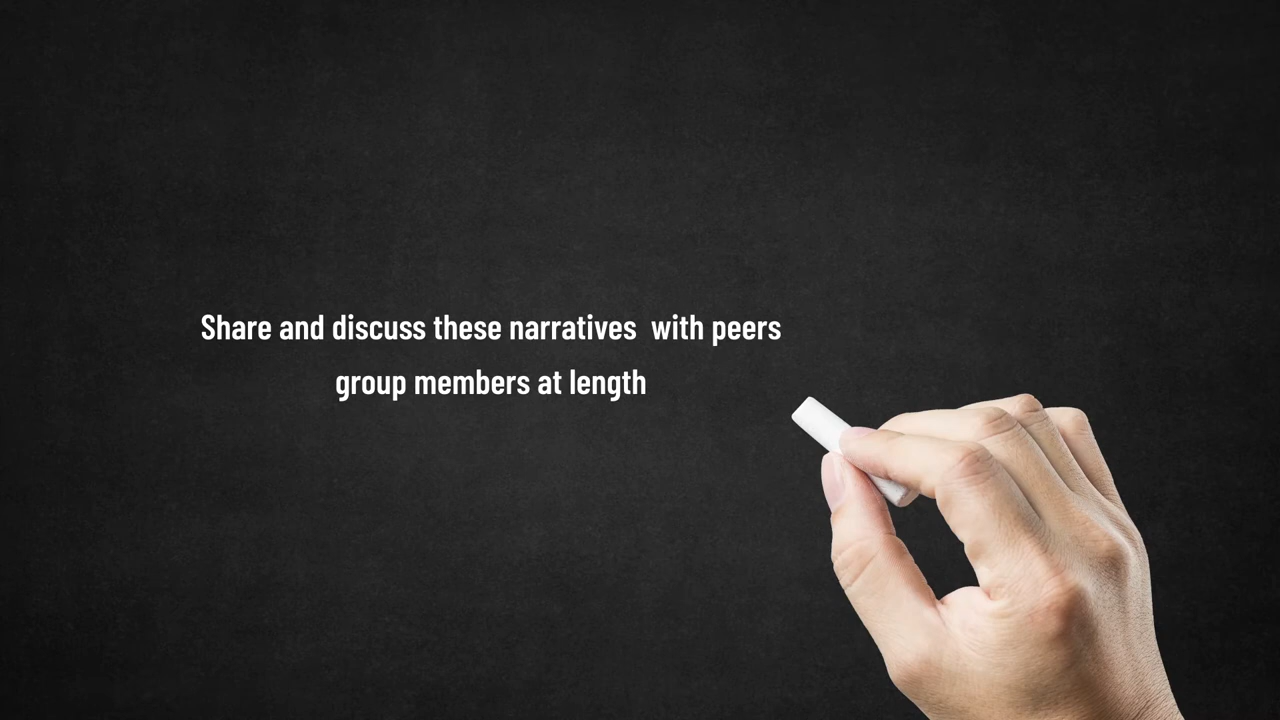 Share and discuss these narratives  with peers
group members at length